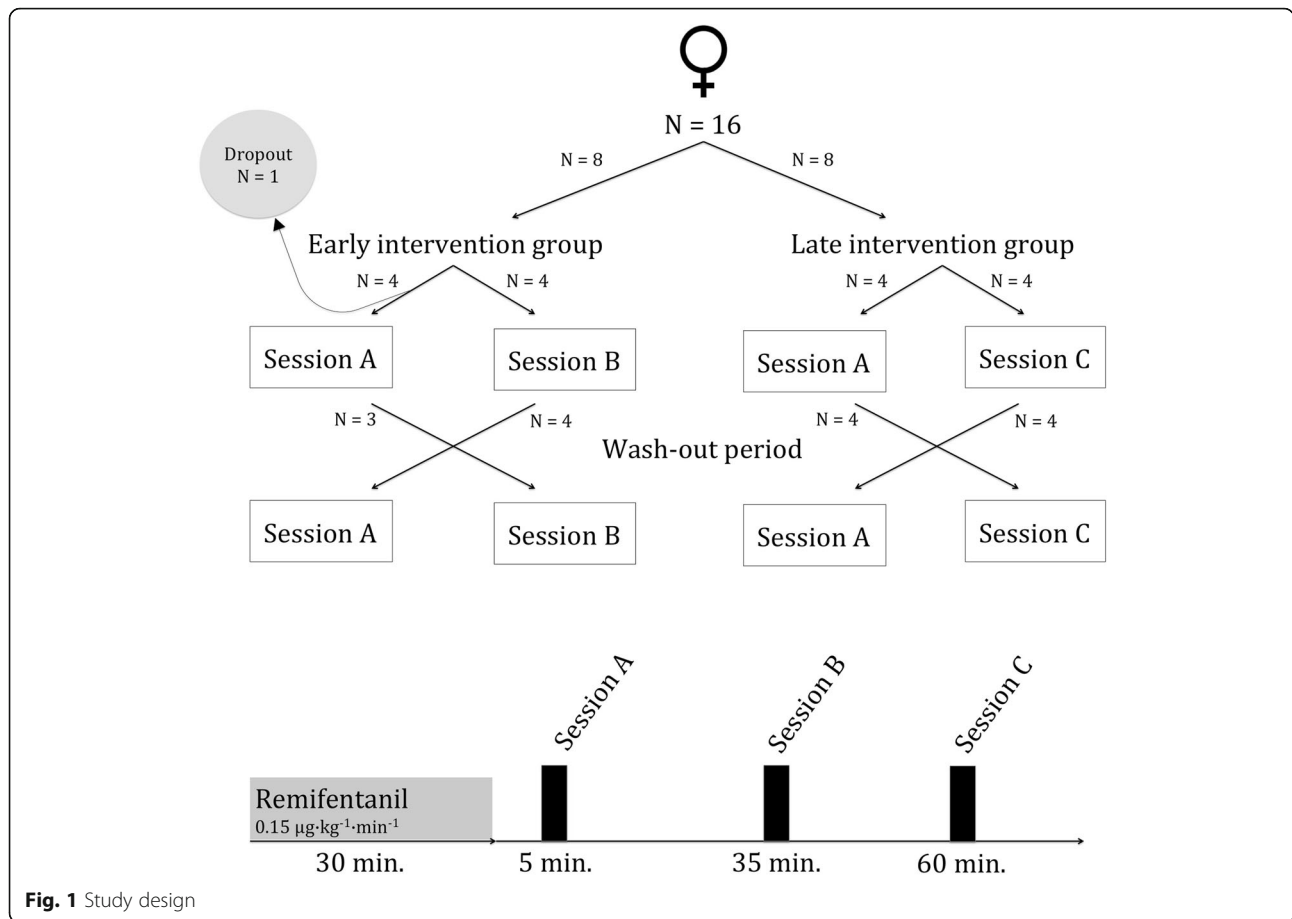 N = 16
Dropout
N = 1
N = 8
N = 8
Early intervention group
Late intervention group
N = 4
N = 4
N = 4
N = 4
Session A
Session B
Session A
Session C
N = 3
N = 4
N = 4
N = 4
Wash-out period
Session A
Session B
Session A
Session C
Session A
Session B
Session C
Remifentanil
0.15 µg·kg⁻¹·min⁻¹
30 min.
5 min.
35 min.
60 min.
Fig. 1 Study design